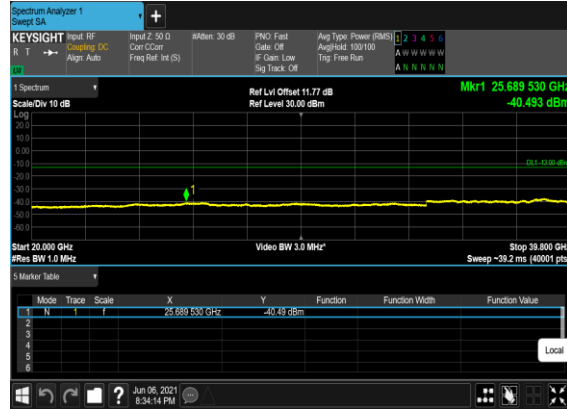 Spectrum Analyzer 1
Swept SA
+
KEYSIGHT Input: RF Input Z: 50 Ω #Atten: 30 dB PNO: Fast Avg Type: Power (RMS) 1 2 3 4 5 6
R T Coupling: DC Corr CCorr Gate: Off Avg|Hold: 100/100 A W W W W W
Align: Auto Freq Ref: Int (S) IF Gain: Low Trig: Free Run
Sig Track: Off A N N N N N
1 Spectrum Ref Lvl Offset 11.77 dB Mkr1 25.689 530 GHz
Scale/Div 10 dB Ref Level 30.00 dBm -40.493 dBm
Log
20.0
10.0
0.00
-10.0 DL1 -13.00 dBm
-20.0
-30.0 1
-40.0
-50.0
-60.0
Start 20.000 GHz Video BW 3.0 MHz* Stop 39.800 GHz
#Res BW 1.0 MHz Sweep ~39.2 ms (40001 pts)
5 Marker Table
Mode Trace Scale X Y Function Function Width Function Value
1 N 1 f 25.689 530 GHz -40.49 dBm
2
3
4
5
6
Local
? Jun 06, 2021
8:34:14 PM